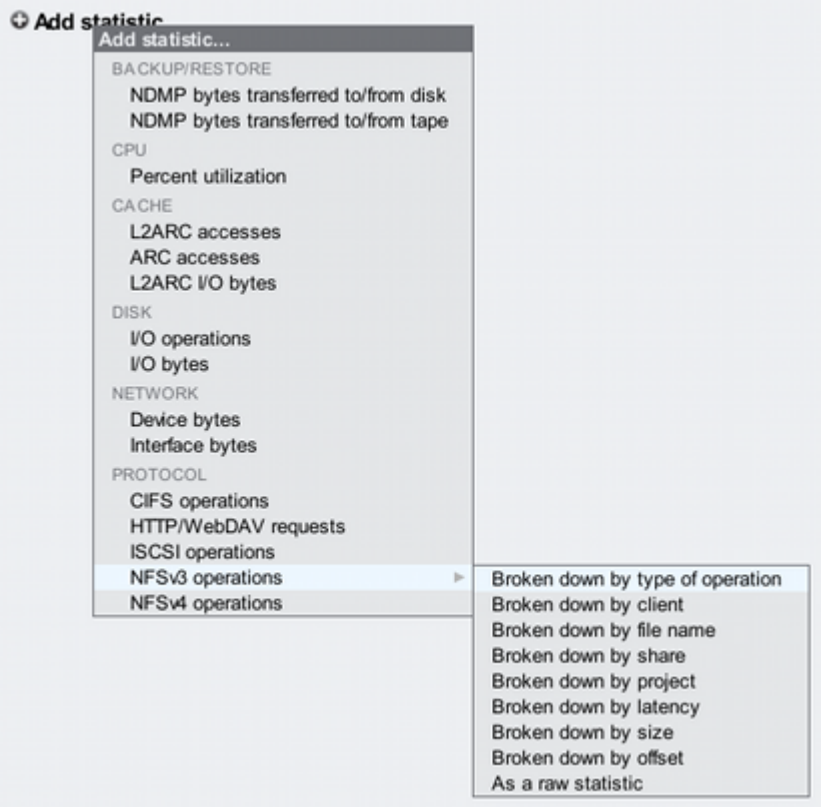 Add statistic
Add statistic...
BACKUP/RESTORE
NDMP bytes transferred to/from disk
NDMP bytes transferred to/from tape
CPU
Percent utilization
CACHE
L2ARC accesses
ARC accesses
L2ARC I/O bytes
DISK
I/O operations
I/O bytes
NETWORK
Device bytes
Interface bytes
PROTOCOL
CIFS operations
HTTP/WebDAV requests
ISCSI operations
NFSv3 operations
NFSv4 operations
Broken down by type of operation
Broken down by client
Broken down by file name
Broken down by share
Broken down by project
Broken down by latency
Broken down by size
Broken down by offset
As a raw statistic